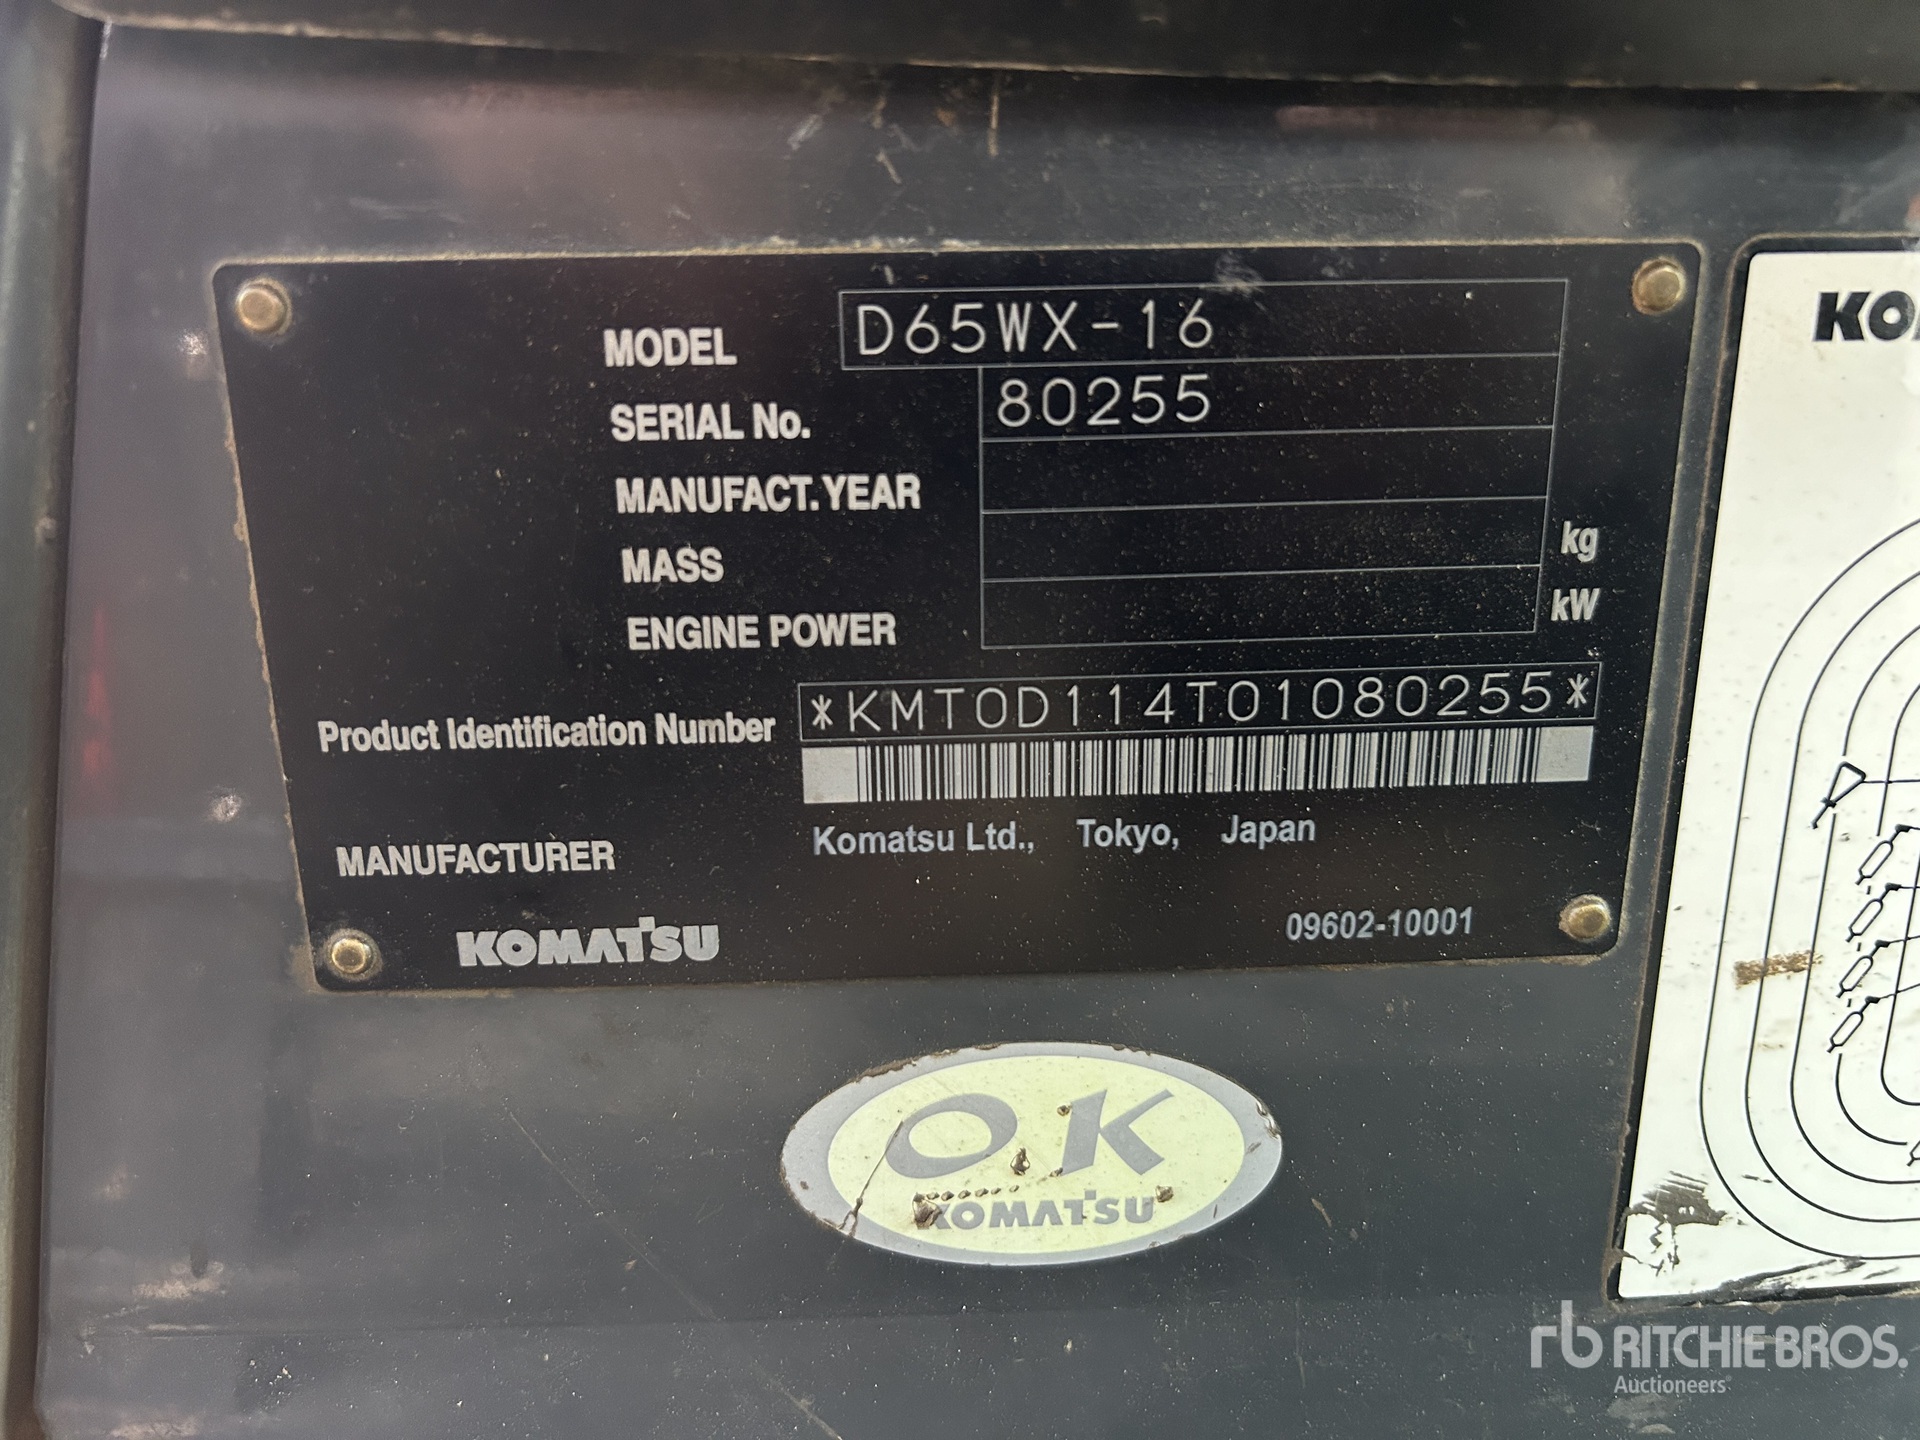 MODEL D65WX-16
SERIAL No. 80255
MANUFACT. YEAR
MASS kg
ENGINE POWER kW
Product Identification Number *KMT0D114T01080255*
MANUFACTURER Komatsu Ltd., Tokyo, Japan
KOMATSU 09602-10001
OK
KOMATSU
rb RITCHIE BROS.
Auctioneers